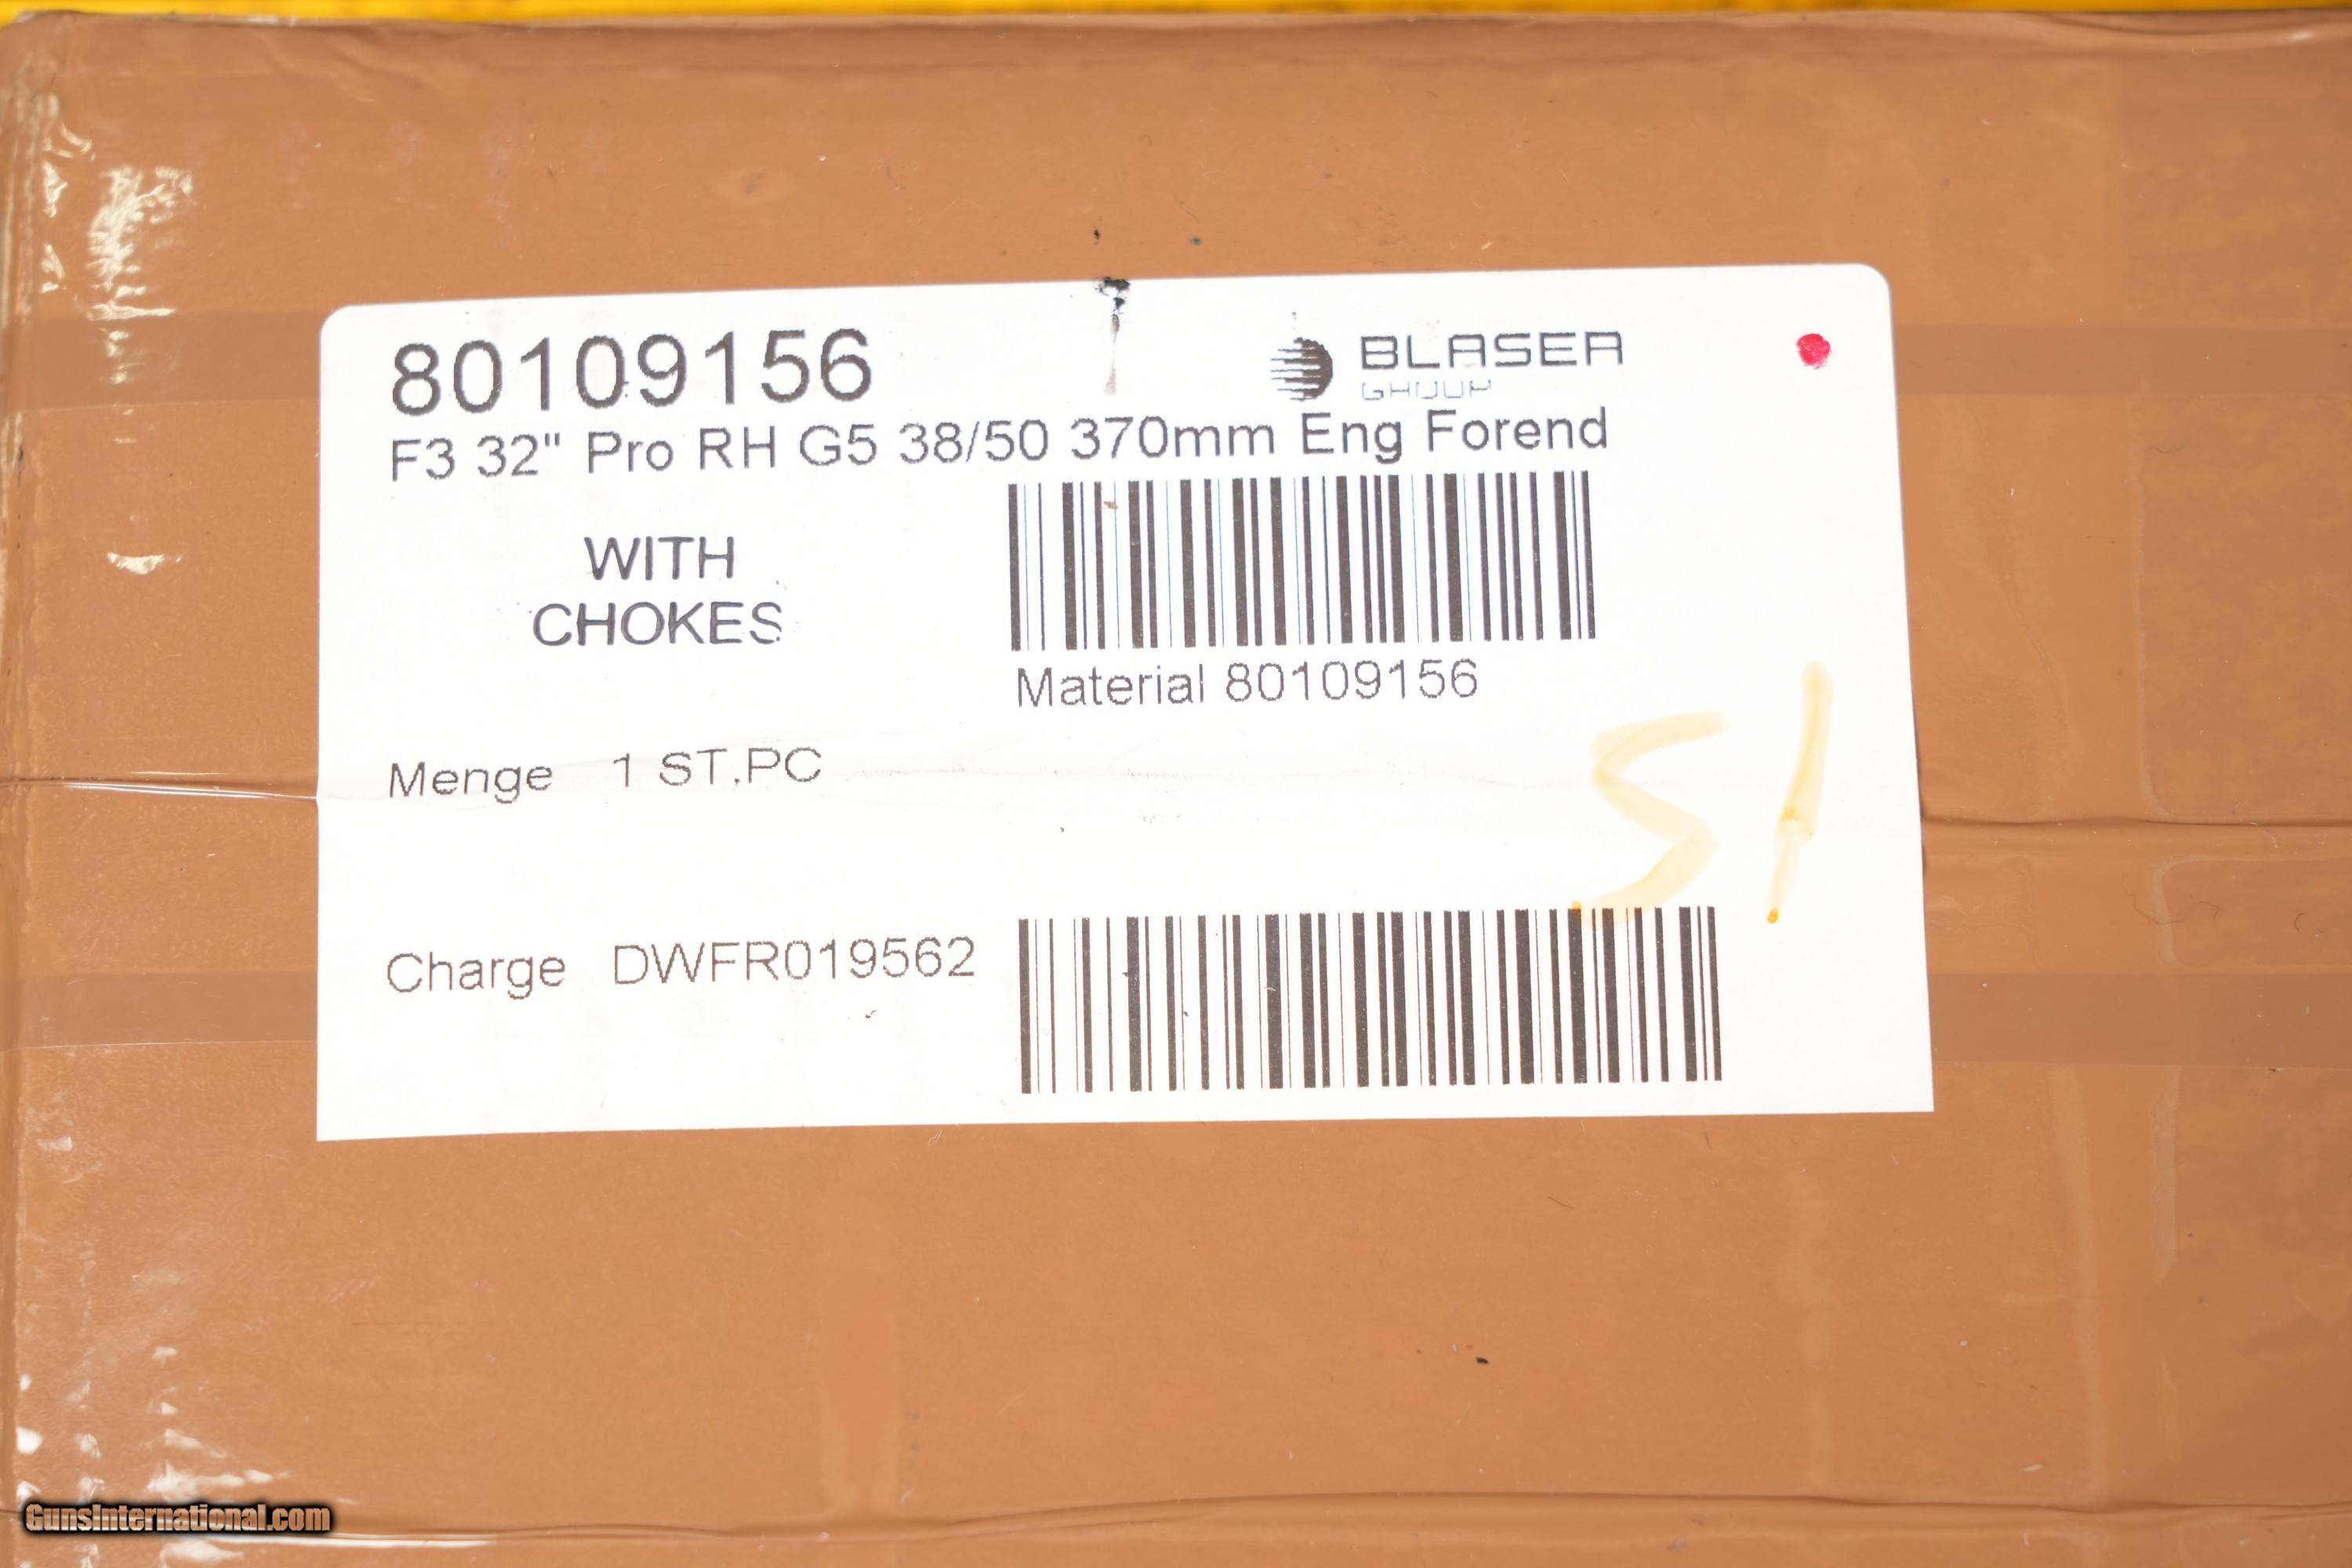 80109156
BLASER
GROUP
F3 32" Pro RH G5 38/50 370mm Eng Forend
WITH
CHOKES
Material 80109156
Menge 1 ST,PC
51
Charge DWFR019562
GunsInternational.com